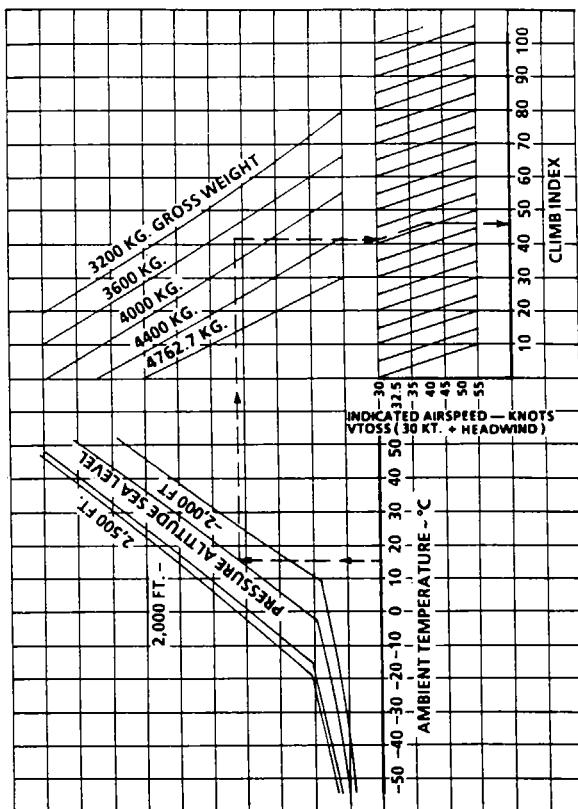 3200 KG. GROSS WEIGHT
3600 KG.
4000 KG.
4400 KG.
4762.7 KG.
10 20 30 40 50 60 70 80 90 100
CLIMB INDEX
30
32.5
35
40
45
50
55
INDICATED AIRSPEED — KNOTS
VTOSS (30 KT. + HEADWIND)
2,500 FT.
2,000 FT. –
PRESSURE ALTITUDE SEA LEVEL
-2,000 FT
-50 -40 -30 -20 -10 0 10 20 30 40 50
AMBIENT TEMPERATURE ~ °C